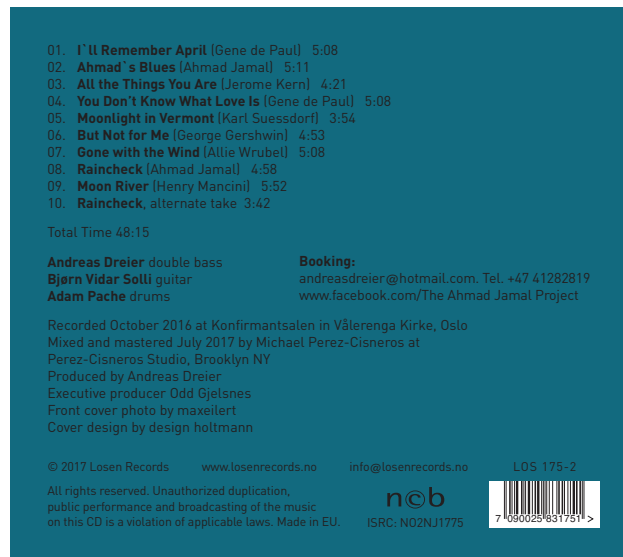 01. I`ll Remember April (Gene de Paul) 5:08
02. Ahmad`s Blues (Ahmad Jamal) 5:11
03. All the Things You Are (Jerome Kern) 4:21
04. You Don't Know What Love Is (Gene de Paul) 5:08
05. Moonlight in Vermont (Karl Suessdorf) 3:54
06. But Not for Me (George Gershwin) 4:53
07. Gone with the Wind (Allie Wrubel) 5:08
08. Raincheck (Ahmad Jamal) 4:58
09. Moon River (Henry Mancini) 5:52
10. Raincheck, alternate take 3:42
Total Time 48:15
Andreas Dreier double bass
Bjørn Vidar Solli guitar
Adam Pache drums
Booking:
andreasdreier@hotmail.com. Tel. +47 41282819
www.facebook.com/The Ahmad Jamal Project
Recorded October 2016 at Konfirmantsalen in Vålerenga Kirke, Oslo
Mixed and mastered July 2017 by Michael Perez-Cisneros at
Perez-Cisneros Studio, Brooklyn NY
Produced by Andreas Dreier
Executive producer Odd Gjelsnes
Front cover photo by maxeilert
Cover design by design holtmann
© 2017 Losen Records www.losenrecords.no info@losenrecords.no LOS 175-2
All rights reserved. Unauthorized duplication,
public performance and broadcasting of the music
on this CD is a violation of applicable laws. Made in EU.
n©b
ISRC: NO2NJ1775
7 090025 831751 >